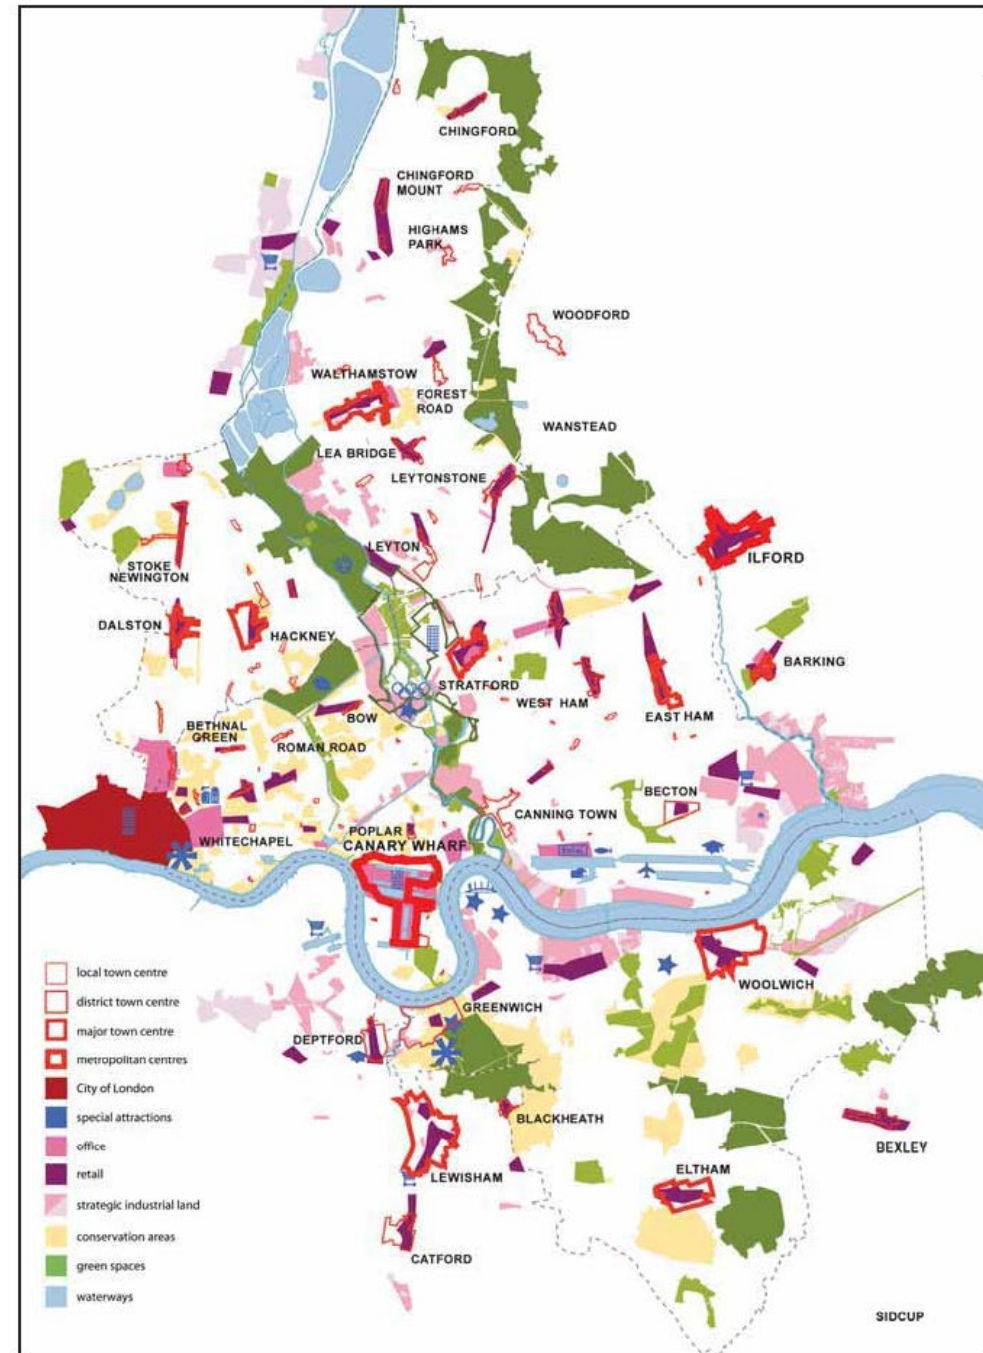 CHINGFORD
CHINGFORD
MOUNT
HIGHAMS
PARK
WOODFORD
WALTHAMSTOW
FOREST
ROAD
WANSTEAD
LEA BRIDGE
LEYTONSTONE
LEYTON
ILFORD
STOKE
NEWINGTON
DALSTON
HACKNEY
BARKING
STRATFORD
WEST HAM
EAST HAM
BOW
BETHNAL
GREEN
ROMAN ROAD
BECTON
CANNING TOWN
WHITECHAPEL
POPLAR
CANARY WHARF
WOOLWICH
GREENWICH
DEPTFORD
BLACKHEATH
BEXLEY
LEWISHAM
ELTHAM
CATFORD
SIDCUP
local town centre
district town centre
major town centre
metropolitan centres
City of London
special attractions
office
retail
strategic industrial land
conservation areas
green spaces
waterways